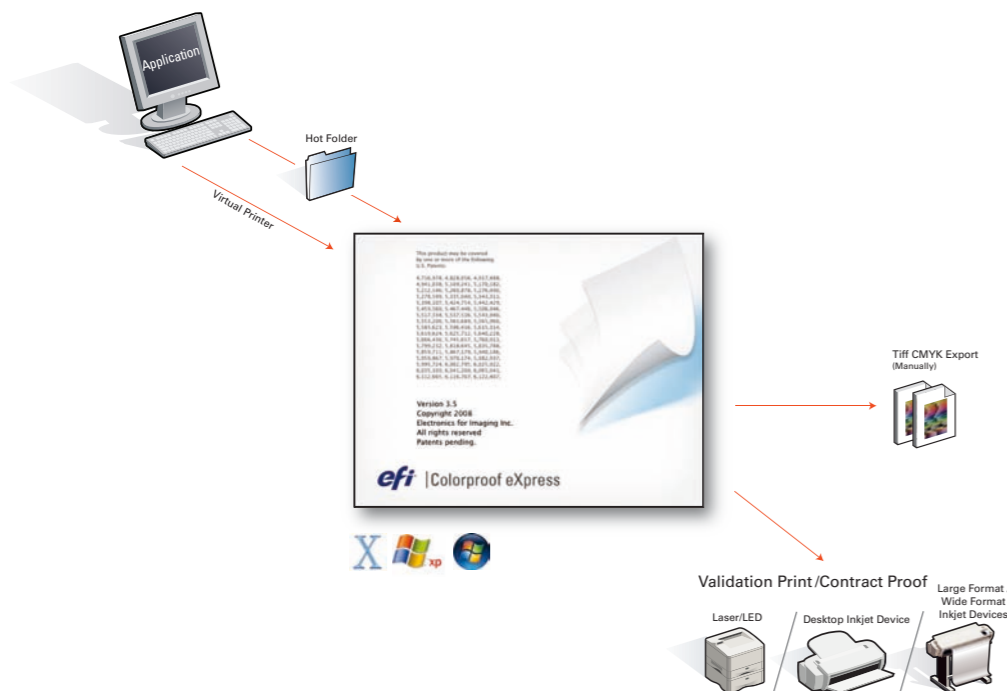 Application
Hot Folder
Virtual Printer
This product may be covered
by one or more of the following
U.S. Patents:
Version 3.5
Copyright 2008
Electronics for Imaging Inc.
All rights reserved
Patents pending.
efi | Colorproof eXpress
X xp
Tiff CMYK Export
(Manually)
Validation Print/Contract Proof
Laser/LED
Desktop Inkjet Device
Large Format
Wide Format
Inkjet Devices